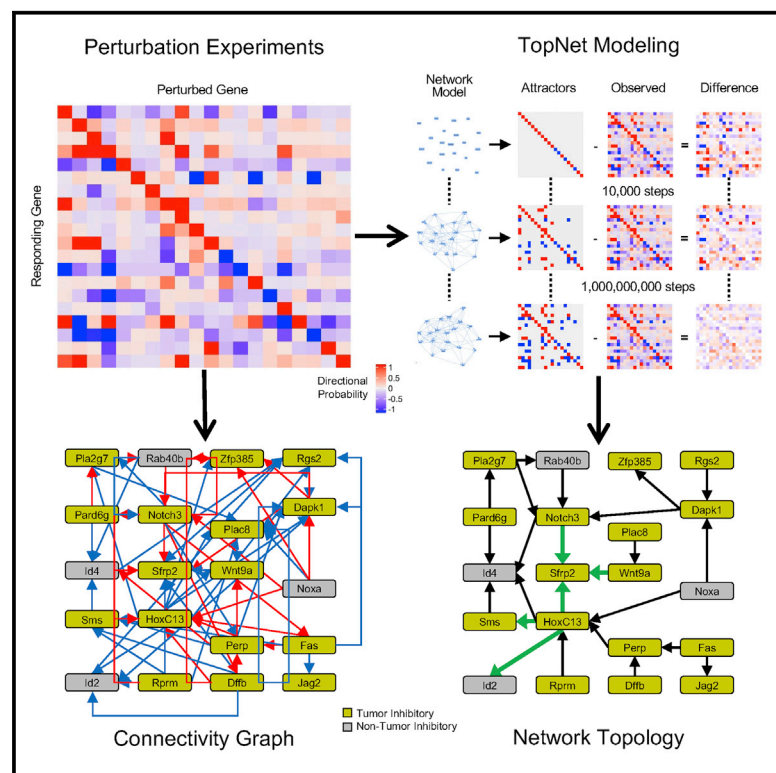 Perturbation Experiments
Perturbed Gene
Responding Gene
Directional
Probability
1
0.5
0
-0.5
-1
TopNet Modeling
Network
Model
Attractors
Observed
Difference
-
=
10,000 steps
-
=
1,000,000,000 steps
-
=
Pla2g7
Rab40b
Zfp385
Rgs2
Pard6g
Notch3
Dapk1
Plac8
Id4
Sfrp2
Wnt9a
Noxa
Sms
HoxC13
Perp
Fas
Id2
Rprm
Dffb
Jag2
Connectivity Graph
Tumor Inhibitory
Non-Tumor Inhibitory
Pla2g7
Rab40b
Zfp385
Rgs2
Pard6g
Notch3
Dapk1
Plac8
Id4
Sfrp2
Wnt9a
Noxa
Sms
HoxC13
Perp
Fas
Id2
Rprm
Dffb
Jag2
Network Topology